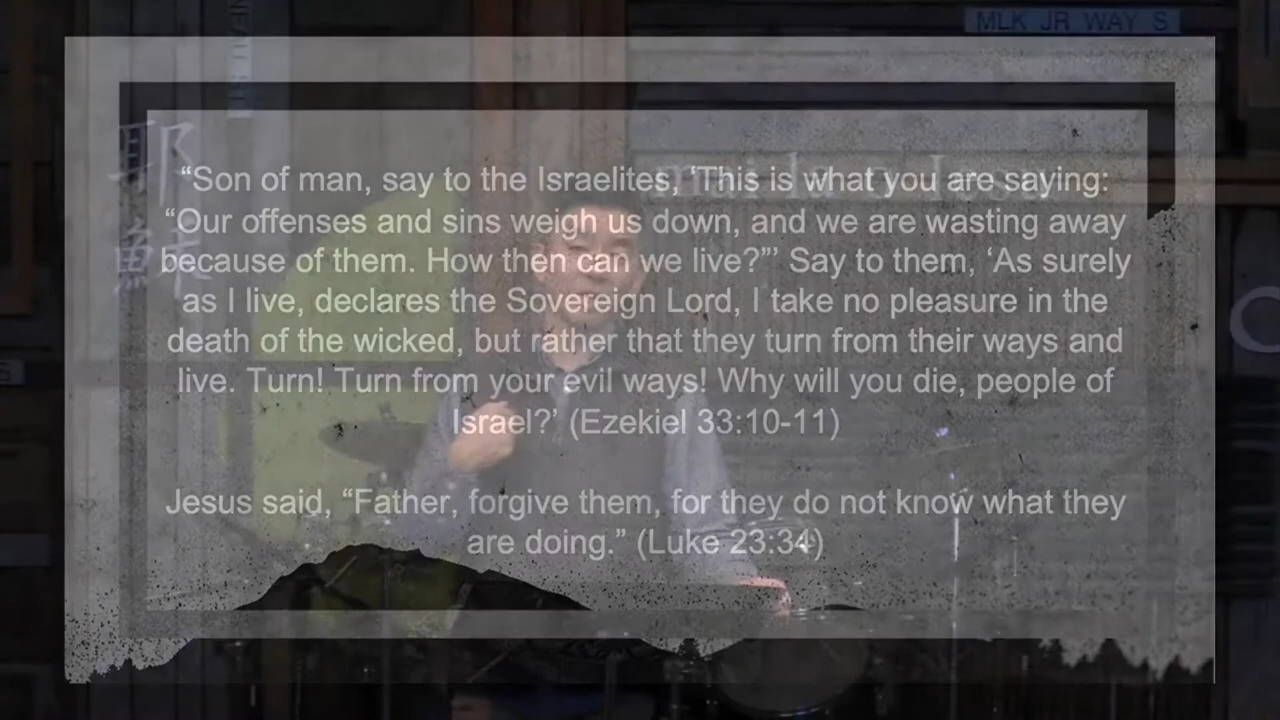 MLK JR WAY S
耶
穌
“Son of man, say to the Israelites, ‘This is what you are saying:
“Our offenses and sins weigh us down, and we are wasting away
because of them. How then can we live?”’ Say to them, ‘As surely
as I live, declares the Sovereign Lord, I take no pleasure in the
death of the wicked, but rather that they turn from their ways and
live. Turn! Turn from your evil ways! Why will you die, people of
Israel?’ (Ezekiel 33:10-11)
Jesus said, “Father, forgive them, for they do not know what they
are doing.” (Luke 23:34)